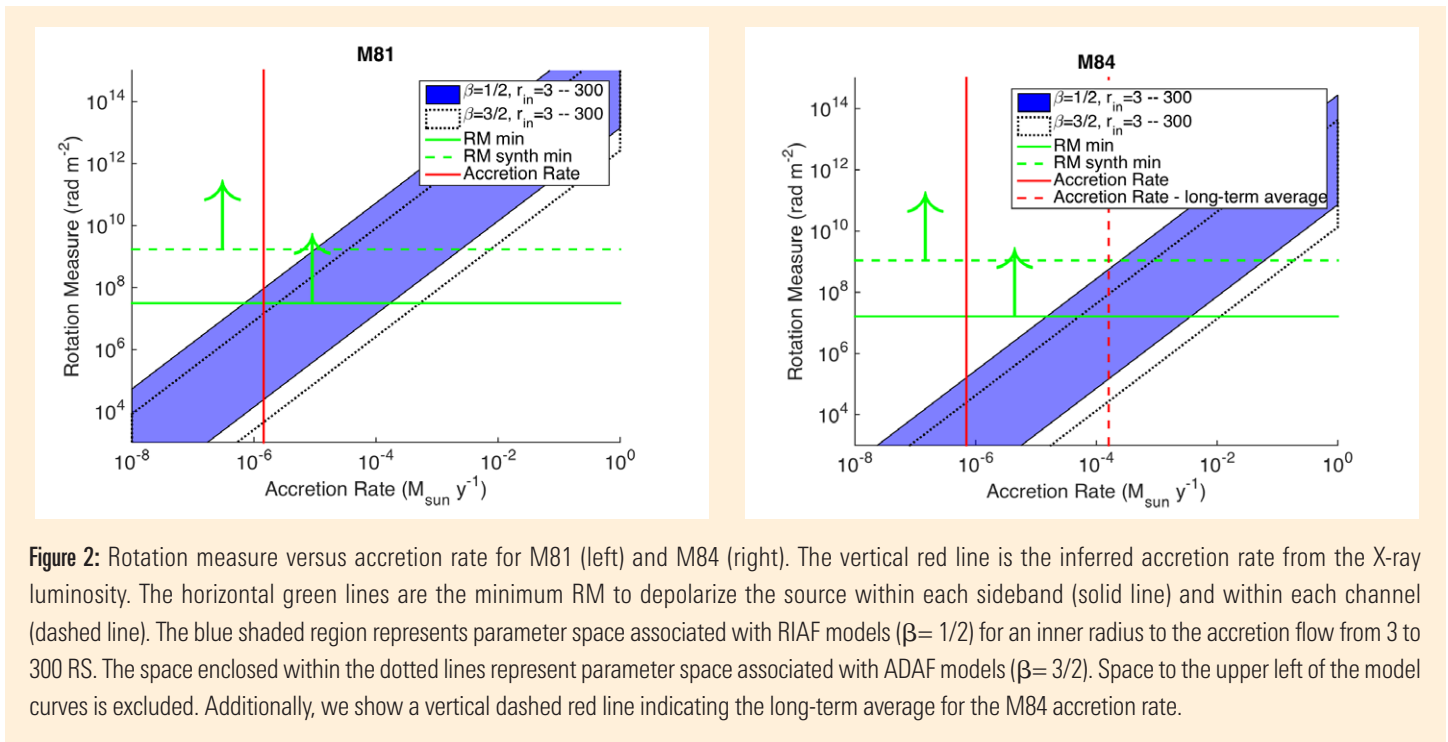 M81
10^14
10^12
10^10
10^8
10^6
10^4
Rotation Measure (rad m^-2)
β=1/2, r_in=3 -- 300
β=3/2, r_in=3 -- 300
RM min
RM synth min
Accretion Rate
10^-8
10^-6
10^-4
10^-2
10^0
Accretion Rate (M_sun y^-1)
M84
10^14
10^12
10^10
10^8
10^6
10^4
Rotation Measure (rad m^-2)
β=1/2, r_in=3 -- 300
β=3/2, r_in=3 -- 300
RM min
RM synth min
Accretion Rate
Accretion Rate - long-term average
10^-8
10^-6
10^-4
10^-2
10^0
Accretion Rate (M_sun y^-1)
Figure 2: Rotation measure versus accretion rate for M81 (left) and M84 (right). The vertical red line is the inferred accretion rate from the X-ray
luminosity. The horizontal green lines are the minimum RM to depolarize the source within each sideband (solid line) and within each channel
(dashed line). The blue shaded region represents parameter space associated with RIAF models (β= 1/2) for an inner radius to the accretion flow from 3 to
300 RS. The space enclosed within the dotted lines represent parameter space associated with ADAF models (β= 3/2). Space to the upper left of the model
curves is excluded. Additionally, we show a vertical dashed red line indicating the long-term average for the M84 accretion rate.